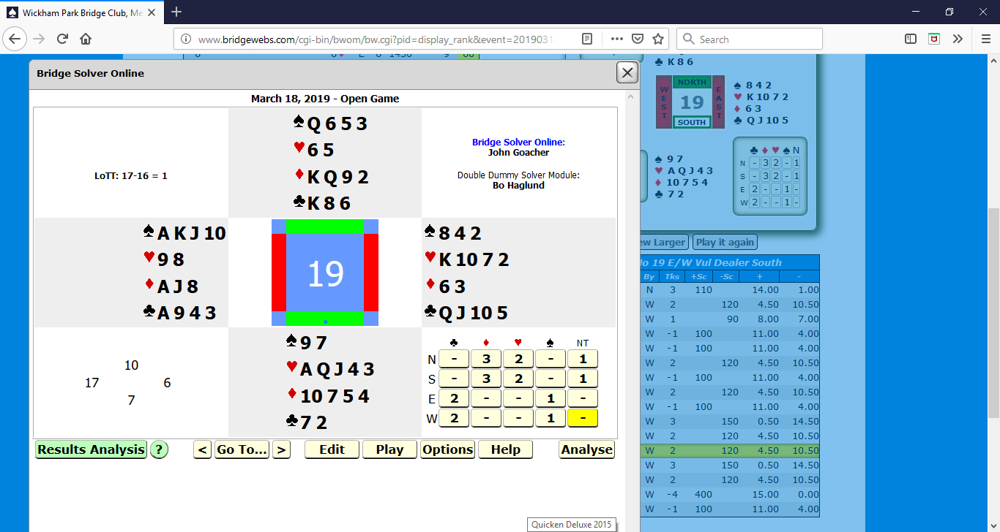 Wickham Park Bridge Club, Me
www.bridgewebs.com/cgi-bin/bwom/bw.cgi?pid=display_rank&event=2019031
Search
Bridge Solver Online
March 18, 2019 - Open Game
LoTT: 17-16 = 1
♠ Q 6 5 3
♥ 6 5
♦ K Q 9 2
♣ K 8 6
Bridge Solver Online:
John Goacher
Double Dummy Solver Module:
Bo Haglund
♠ A K J 10
♥ 9 8
♦ A J 8
♣ A 9 4 3
19
♠ 8 4 2
♥ K 10 7 2
♦ 6 3
♣ Q J 10 5
10
17 6
7
♠ 9 7
♥ A Q J 4 3
♦ 10 7 5 4
♣ 7 2
♣ ♦ ♥ ♠ NT
N - 3 2 - 1
S - 3 2 - 1
E 2 - - 1 -
W 2 - - 1 -
Results Analysis ? < Go To... > Edit Play Options Help Analyse
♣ K 8 6
NORTH
WEST 19 EAST
SOUTH
♠ 8 4 2
♥ K 10 7 2
♦ 6 3
♣ Q J 10 5
♠ 9 7
♥ A Q J 4 3
♦ 10 7 5 4
♣ 7 2
♣ ♦ ♥ ♠ N
N - 3 2 - 1
S - 3 2 - 1
E 2 - - 1 -
W 2 - - 1 -
ew Larger Play it again
lo 19 E/W Vul Dealer South
By Tks +Sc -Sc + -
N 3 110 14.00 1.00
W 2 120 4.50 10.50
W 1 90 8.00 7.00
W -1 100 11.00 4.00
W -1 100 11.00 4.00
W 2 120 4.50 10.50
W -1 100 11.00 4.00
W 2 120 4.50 10.50
W -1 100 11.00 4.00
W 3 150 0.50 14.50
W 2 120 4.50 10.50
W 2 120 4.50 10.50
W 3 150 0.50 14.50
W 2 120 4.50 10.50
W -4 400 15.00 0.00
W -1 100 11.00 4.00
Quicken Deluxe 2015